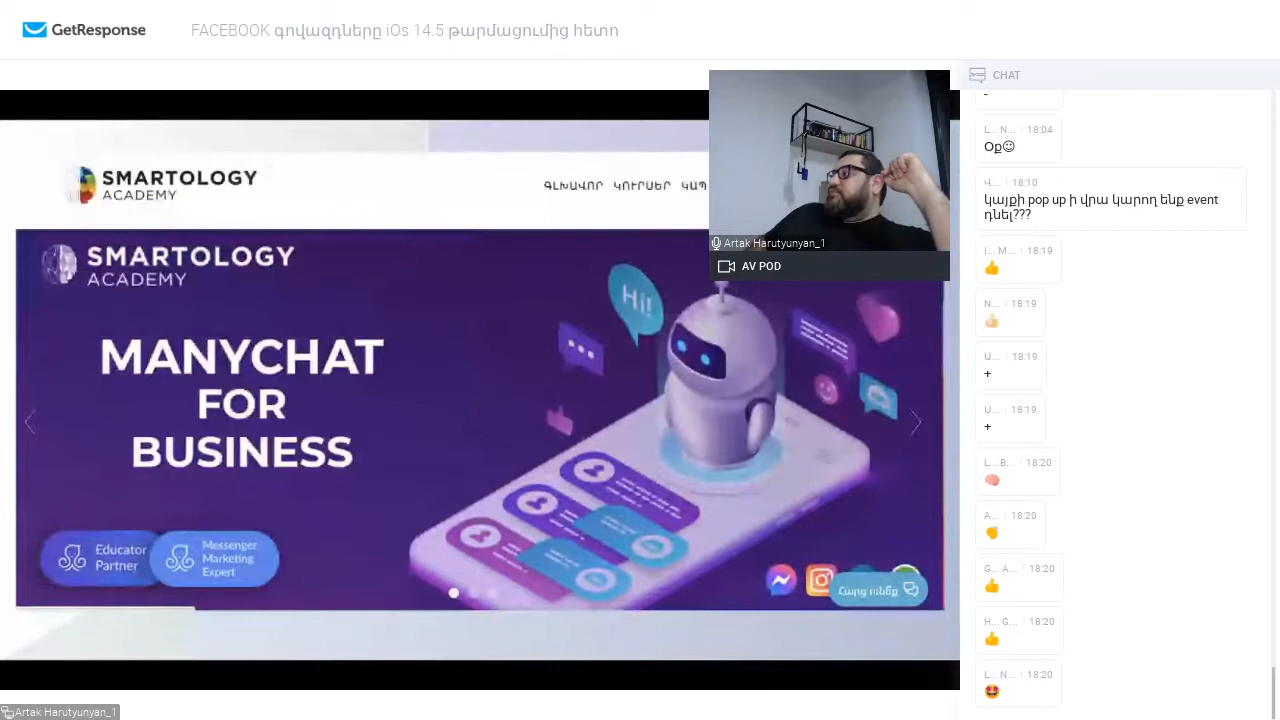 GetResponse
FACEBOOK գովազդները iOs 14.5 թարմացումից հետո
CHAT
SMARTOLOGY
ACADEMY
ԳԼԽԱՎՈՐ ԿՈՒՐՍԵՐ ԿԱՊ
SMARTOLOGY
ACADEMY
MANYCHAT
FOR
BUSINESS
Hi!
Educator
Partner
Messenger
Marketing
Expert
Հարց ունե՞ք
Artak Harutyunyan_1
AV POD
Artak Harutyunyan_1
L... N... 18:04
Օք😉
Վ... 18:10
կայքի pop up ի վրա կարող ենք event
դնել???
I... M... 18:19
👍
N... 18:19
👍🏻
Ա... 18:19
+
Ս... 18:19
+
L... B... 18:20
🧠
A... 18:20
👏
G... A... 18:20
👍
H... G... 18:20
👍
L... N... 18:20
🤩